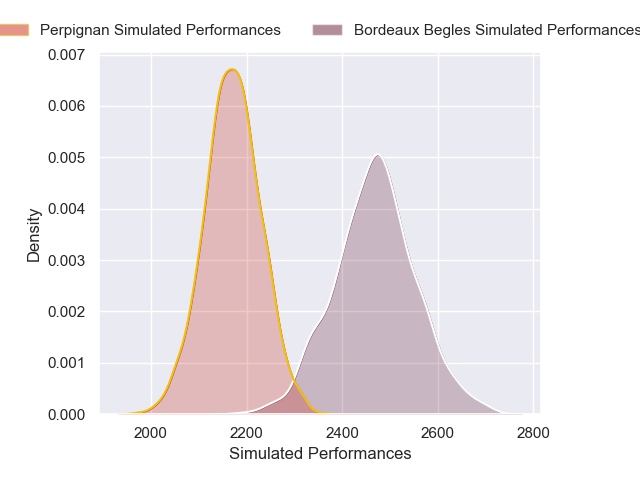 Perpignan Simulated Performances Bordeaux Begles Simulated Performances
0.007
0.006
0.005
0.004
0.003
0.002
0.001
0.000
Density
2000 2200 2400 2600 2800
Simulated Performances